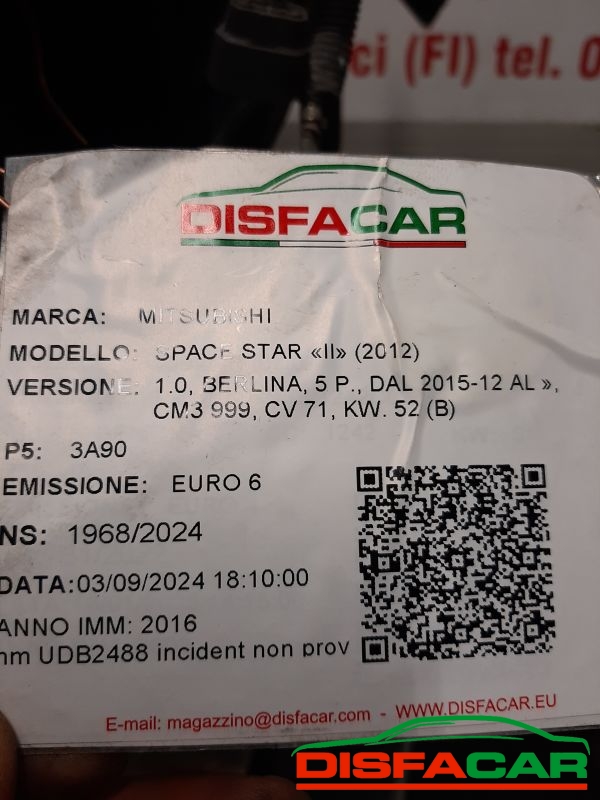 ci (FI) tel. 0
DISFACAR
MARCA: MITSUBISHI
MODELLO: SPACE STAR «II» (2012)
VERSIONE: 1.0, BERLINA, 5 P., DAL 2015-12 AL »,
CM3 999, CV 71, KW. 52 (B)
P5: 3A90
EMISSIONE: EURO 6
NS: 1968/2024
DATA:03/09/2024 18:10:00
ANNO IMM: 2016
nm UDB2488 incident non prov
E-mail: magazzino@disfacar.com - WWW.DISFACAR.EU
DISFACAR